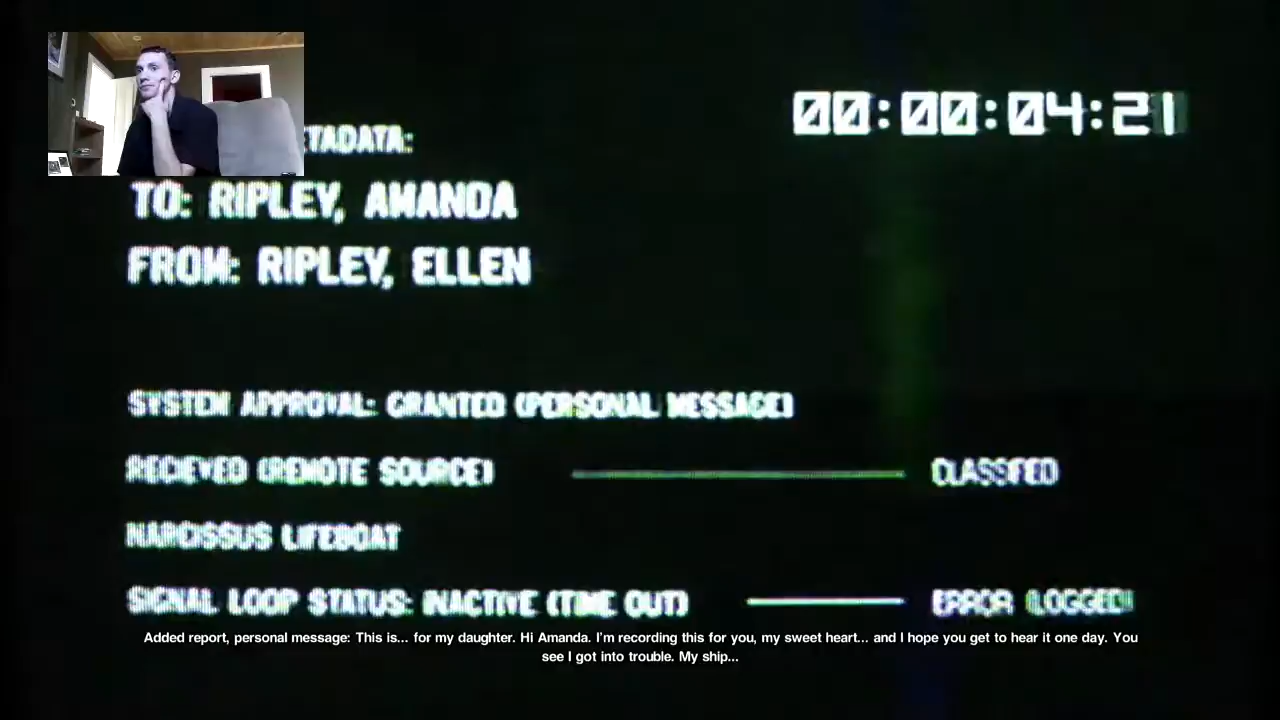 00:00:04:21
ETADATA:
TO: RIPLEY, AMANDA
FROM: RIPLEY, ELLEN
SYSTEM APPROVAL: GRANTED (PERSONAL MESSAGE)
RECIEVED (REMOTE SOURCE) CLASSIFIED
NARCISSUS LIFEBOAT
SIGNAL LOOP STATUS: INACTIVE (TIME OUT) ERROR (LOGGED)
Added report, personal message: This is... for my daughter. Hi Amanda. I'm recording this for you, my sweet heart... and I hope you get to hear it one day. You
see I got into trouble. My ship...